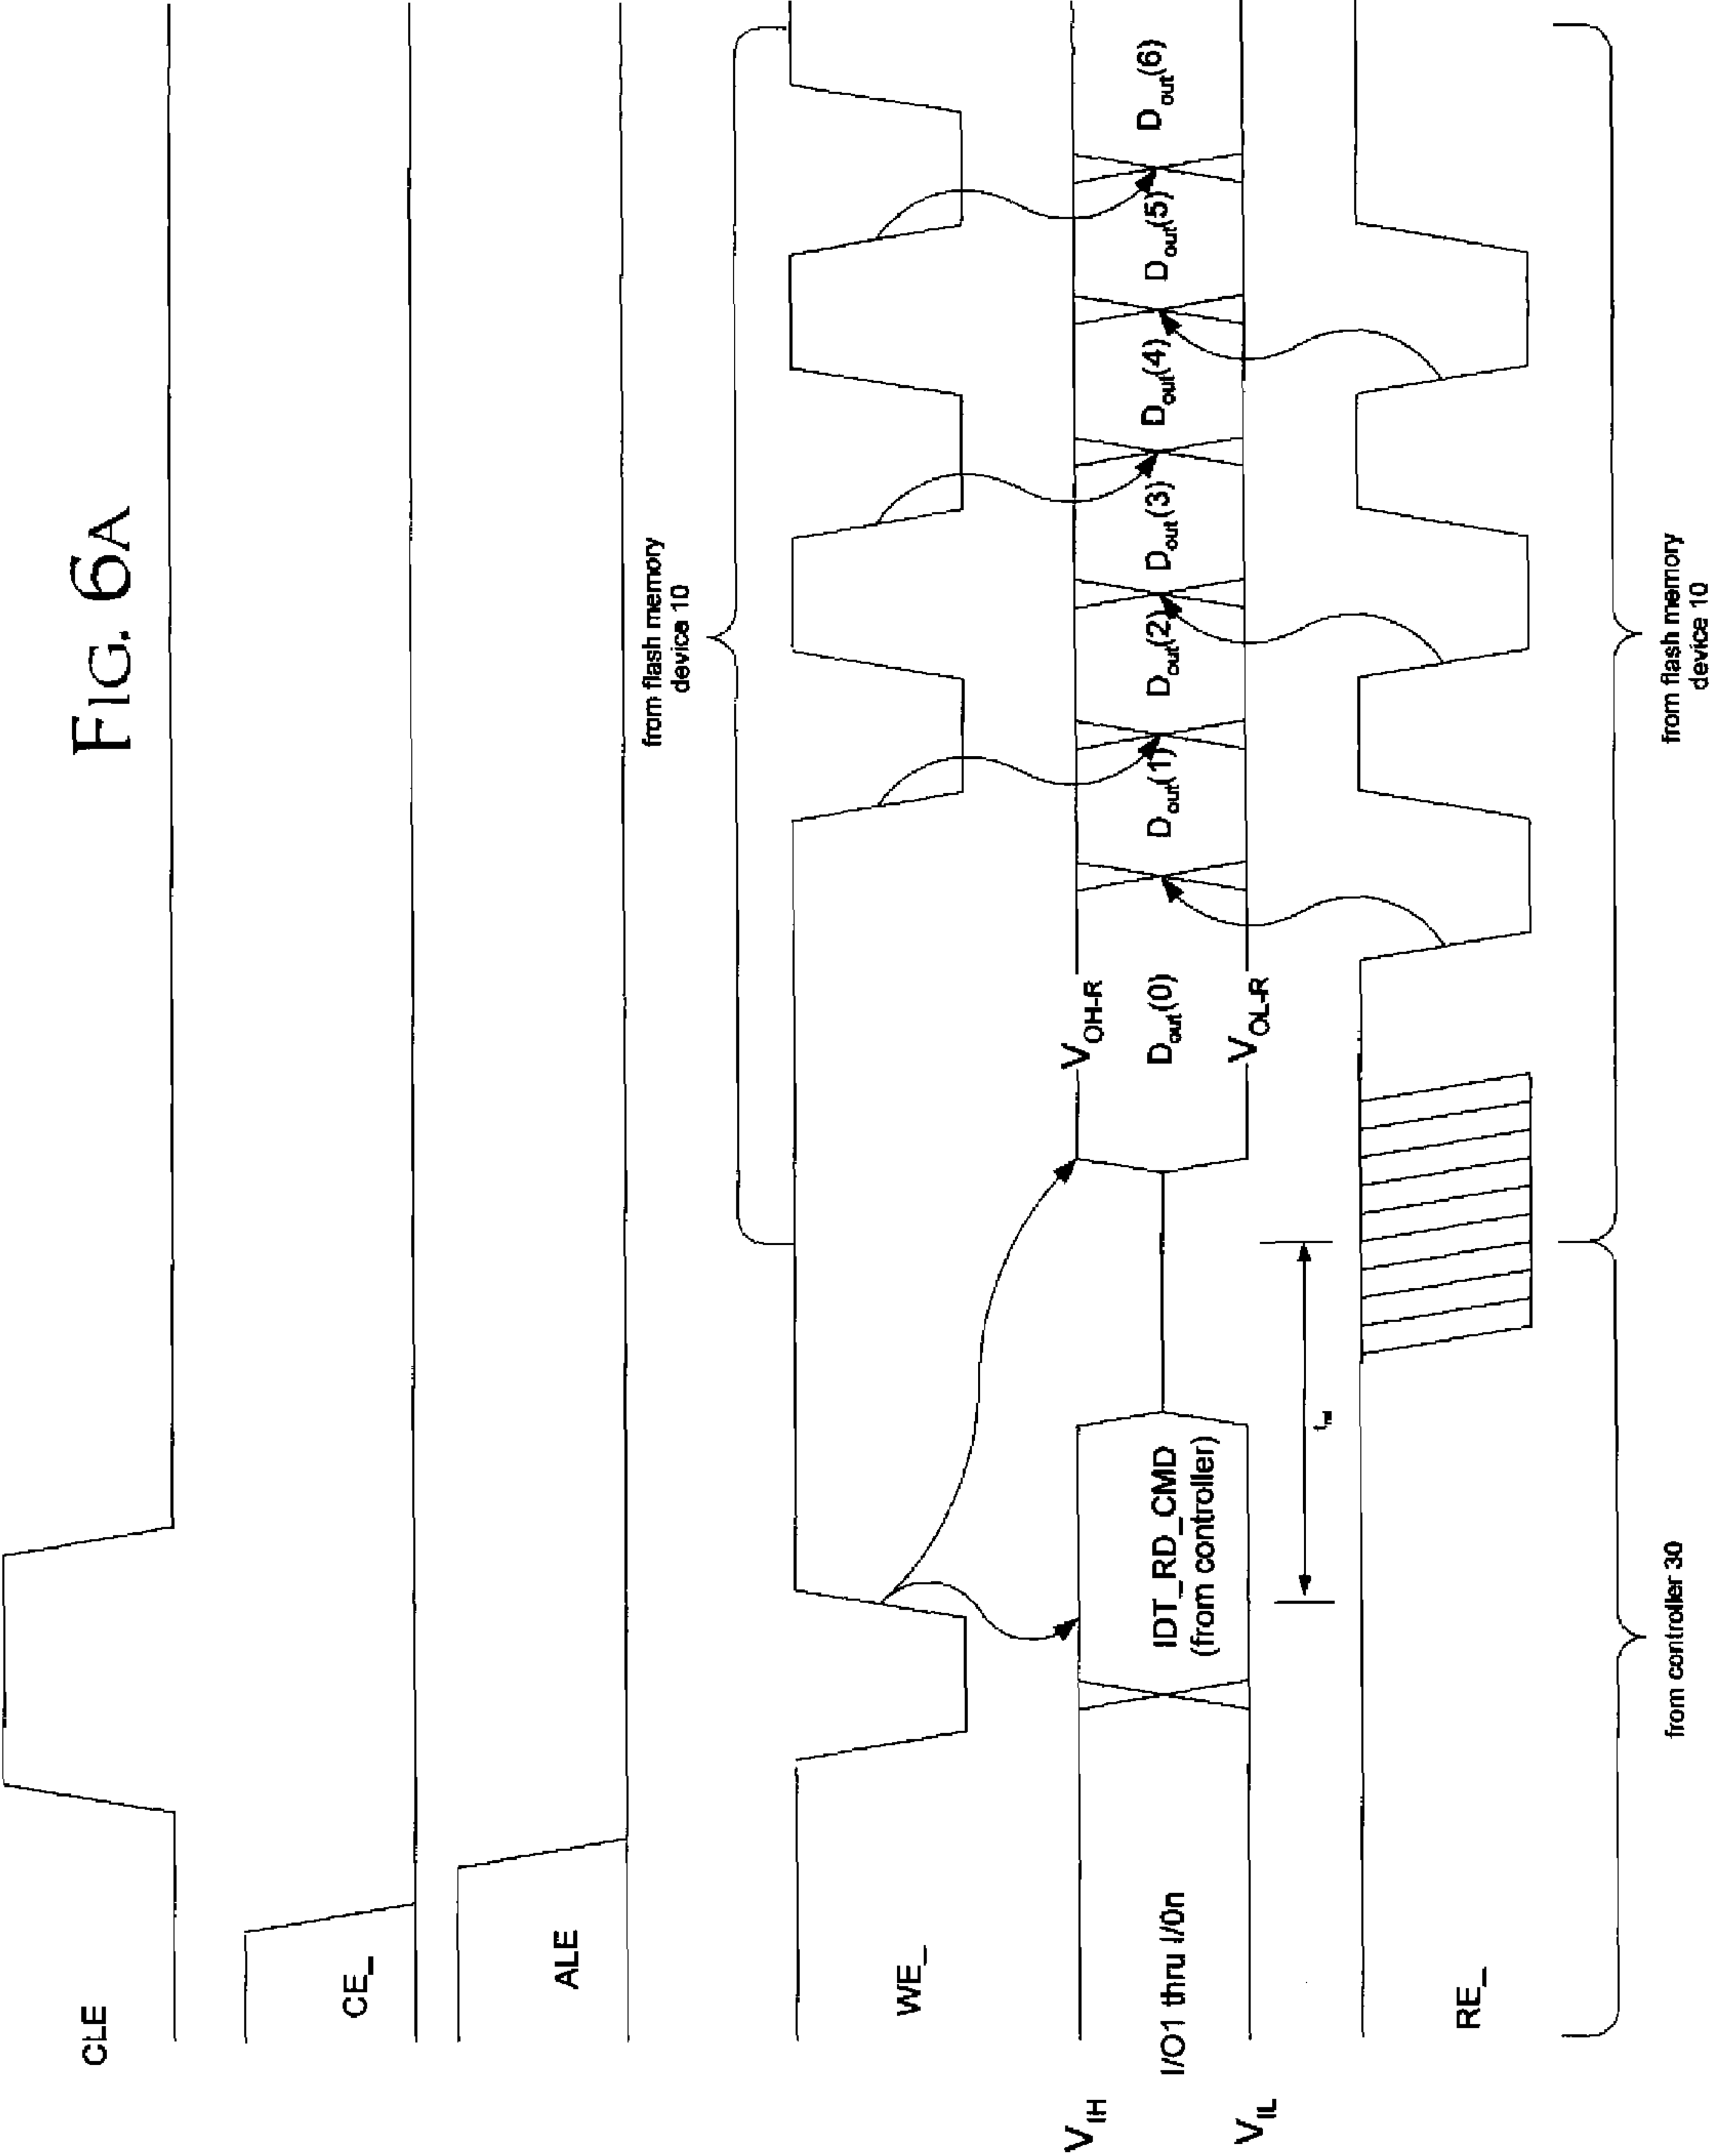 FIG. 6A
CLE
CE_
ALE
from flash memory
device 10
WE_
V_IH
I/O1 thru I/0n
V_IL
IDT_RD_CMD
(from controller)
V_OH-R
D_out(0)
V_OL-R
D_out(1)
D_out(2)
D_out(3)
D_out(4)
D_out(5)
D_out(6)
RE_
from controller 30
from flash memory
device 10